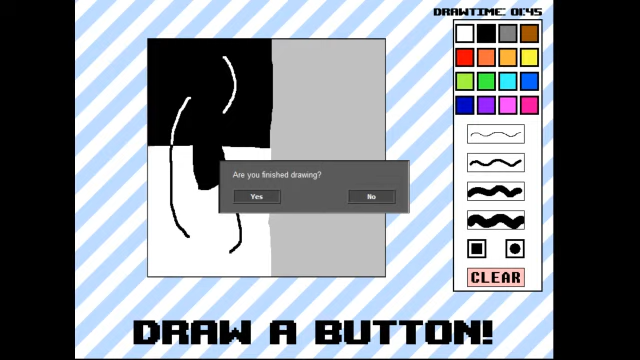 DRAWTIME 0:45
Are you finished drawing?
Yes No
CLEAR
DRAW A BUTTON!